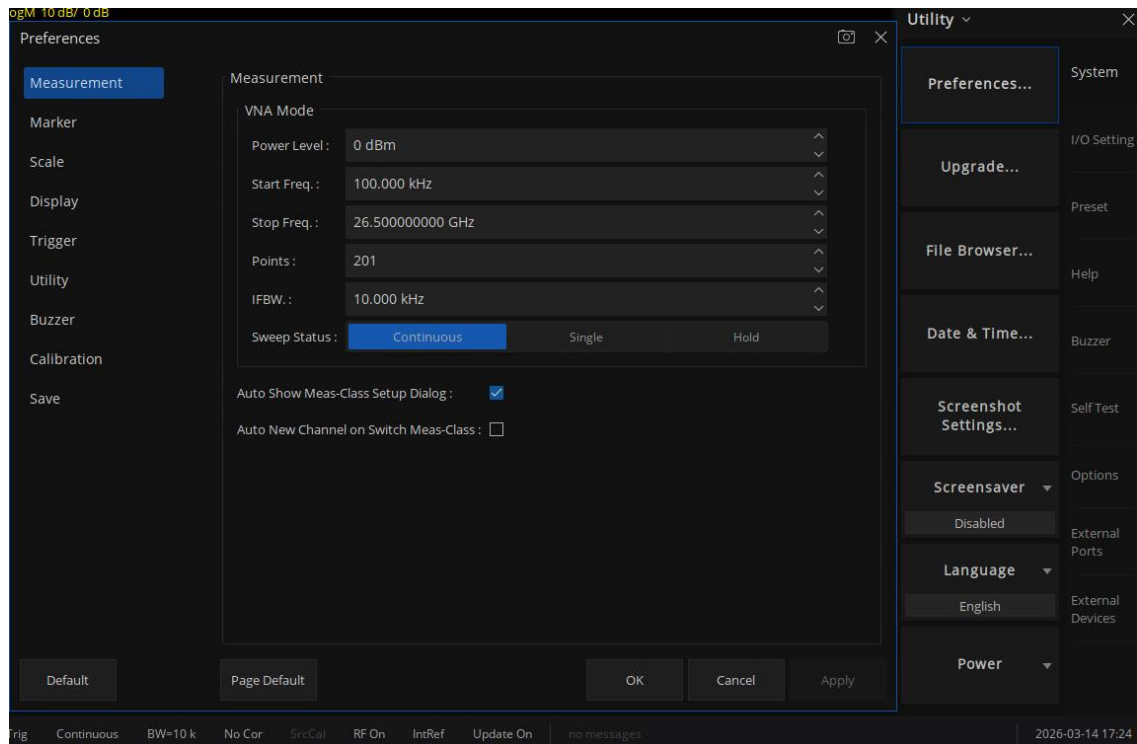 ogM 10 dB/ 0 dB
Preferences
Measurement
Marker
Scale
Display
Trigger
Utility
Buzzer
Calibration
Save
Measurement
VNA Mode
Power Level : 0 dBm
Start Freq. : 100.000 kHz
Stop Freq. : 26.500000000 GHz
Points : 201
IFBW. : 10.000 kHz
Sweep Status : Continuous Single Hold
Auto Show Meas-Class Setup Dialog :
Auto New Channel on Switch Meas-Class :
Default Page Default OK Cancel Apply
Utility
Preferences...
Upgrade...
File Browser...
Date & Time...
Screenshot
Settings...
Screensaver
Disabled
Language
English
Power
System
I/O Setting
Preset
Help
Buzzer
Self Test
Options
External
Ports
External
Devices
Trig Continuous BW=10 k No Cor SrcCal RF On IntRef Update On no messages 2026-03-14 17:24